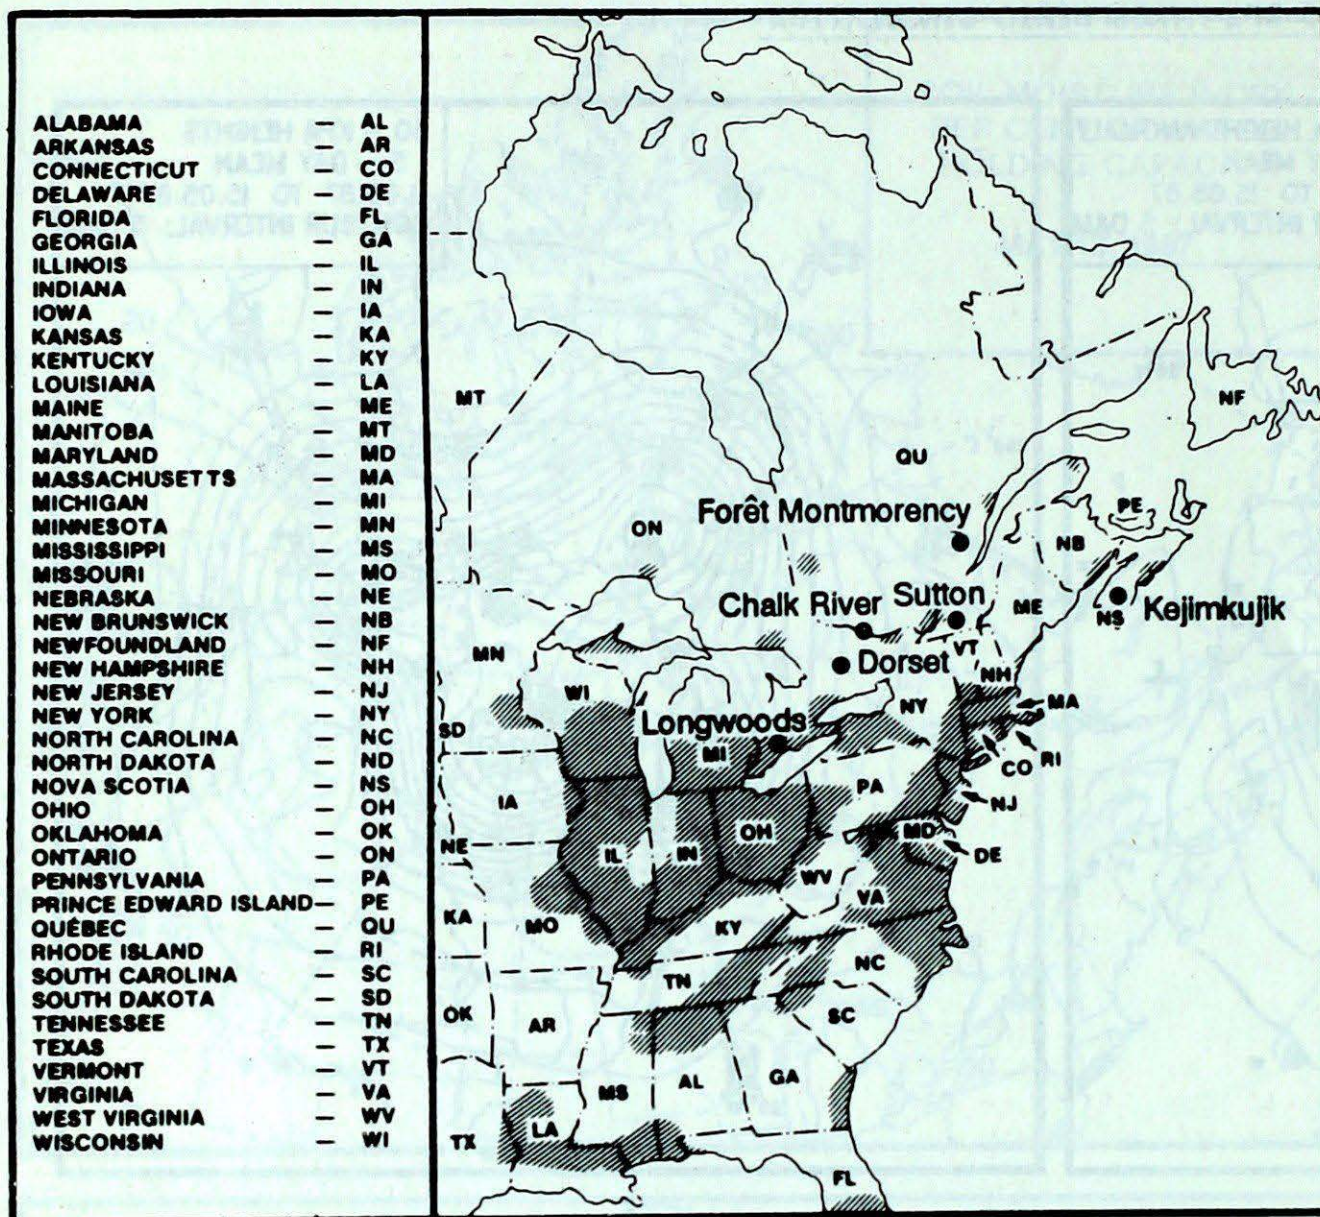 ALABAMA – AL
ARKANSAS – AR
CONNECTICUT – CO
DELAWARE – DE
FLORIDA – FL
GEORGIA – GA
ILLINOIS – IL
INDIANA – IN
IOWA – IA
KANSAS – KA
KENTUCKY – KY
LOUISIANA – LA
MAINE – ME
MANITOBA – MT
MARYLAND – MD
MASSACHUSETTS – MA
MICHIGAN – MI
MINNESOTA – MN
MISSISSIPPI – MS
MISSOURI – MO
NEBRASKA – NE
NEW BRUNSWICK – NB
NEWFOUNDLAND – NF
NEW HAMPSHIRE – NH
NEW JERSEY – NJ
NEW YORK – NY
NORTH CAROLINA – NC
NORTH DAKOTA – ND
NOVA SCOTIA – NS
OHIO – OH
OKLAHOMA – OK
ONTARIO – ON
PENNSYLVANIA – PA
PRINCE EDWARD ISLAND – PE
QUÉBEC – QU
RHODE ISLAND – RI
SOUTH CAROLINA – SC
SOUTH DAKOTA – SD
TENNESSEE – TN
TEXAS – TX
VERMONT – VT
VIRGINIA – VA
WEST VIRGINIA – WV
WISCONSIN – WI
MT
NF
QU
ON
Forêt Montmorency
PE
NB
Chalk River
Sutton
ME
NS
Kejimkujik
MN
Dorset
VT
NH
WI
NY
MA
SD
Longwoods
MI
CO
RI
IA
PA
NJ
NE
IL
IN
OH
MD
DE
WV
KA
MO
KY
VA
TN
NC
OK
AR
SC
MS
AL
GA
TX
LA
FL